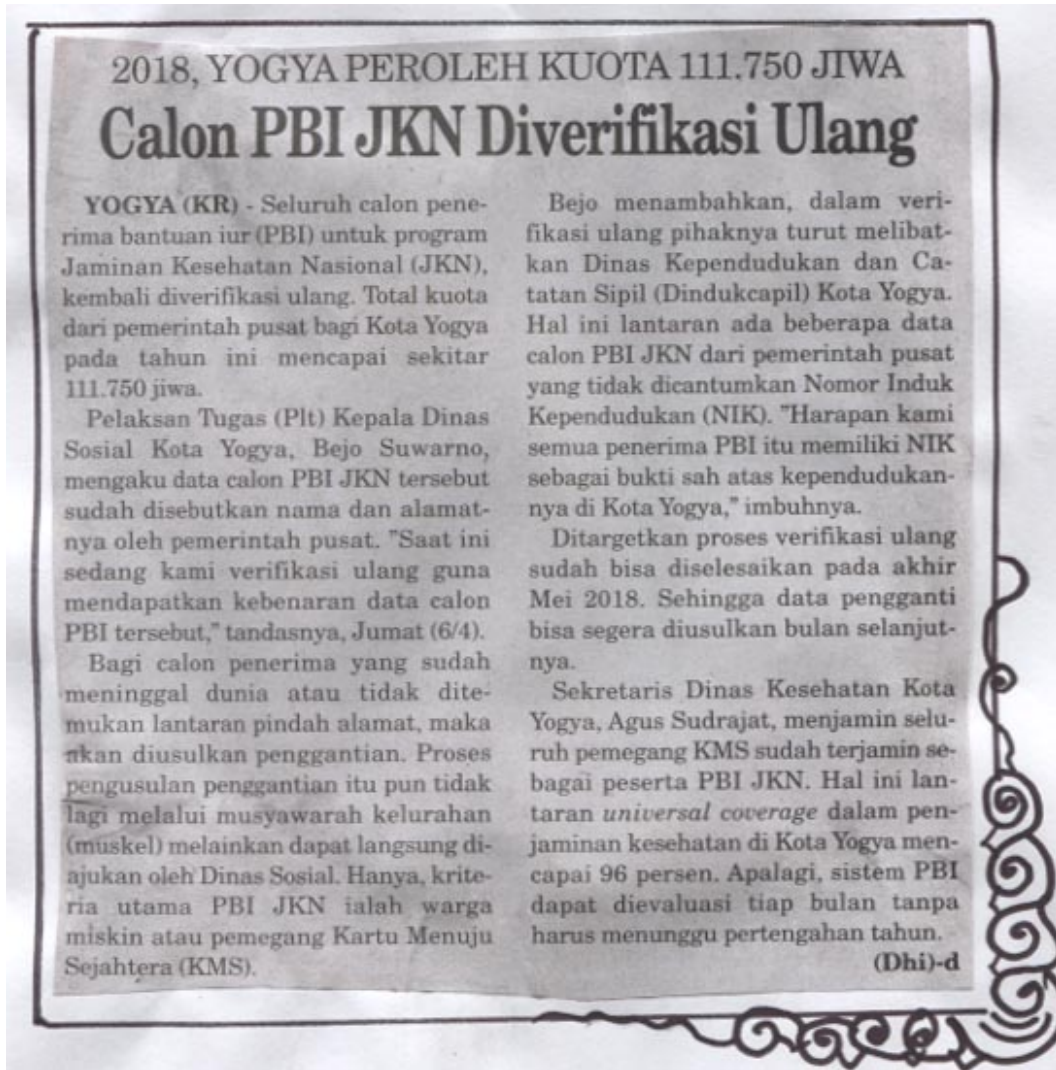 2018, YOGYA PEROLEH KUOTA 111.750 JIWA
Calon PBI JKN Diverifikasi Ulang
YOGYA (KR) - Seluruh calon pene-
rima bantuan iur (PBI) untuk program
Jaminan Kesehatan Nasional (JKN),
kembali diverifikasi ulang. Total kuota
dari pemerintah pusat bagi Kota Yogya
pada tahun ini mencapai sekitar
111.750 jiwa.
Pelaksan Tugas (Plt) Kepala Dinas
Sosial Kota Yogya, Bejo Suwarno,
mengaku data calon PBI JKN tersebut
sudah disebutkan nama dan alamat-
nya oleh pemerintah pusat. "Saat ini
sedang kami verifikasi ulang guna
mendapatkan kebenaran data calon
PBI tersebut," tandasnya, Jumat (6/4).
Bagi calon penerima yang sudah
meninggal dunia atau tidak dite-
mukan lantaran pindah alamat, maka
akan diusulkan penggantian. Proses
pengusulan penggantian itu pun tidak
lagi melalui musyawarah kelurahan
(muskel) melainkan dapat langsung di-
ajukan oleh Dinas Sosial. Hanya, krite-
ria utama PBI JKN ialah warga
miskin atau pemegang Kartu Menuju
Sejahtera (KMS).
Bejo menambahkan, dalam veri-
fikasi ulang pihaknya turut melibat-
kan Dinas Kependudukan dan Ca-
tatan Sipil (Dindukcapil) Kota Yogya.
Hal ini lantaran ada beberapa data
calon PBI JKN dari pemerintah pusat
yang tidak dicantumkan Nomor Induk
Kependudukan (NIK). "Harapan kami
semua penerima PBI itu memiliki NIK
sebagai bukti sah atas kependudukan-
nya di Kota Yogya," imbuhnya.
Ditargetkan proses verifikasi ulang
sudah bisa diselesaikan pada akhir
Mei 2018. Sehingga data pengganti
bisa segera diusulkan bulan selanjut-
nya.
Sekretaris Dinas Kesehatan Kota
Yogya, Agus Sudrajat, menjamin selu-
ruh pemegang KMS sudah terjamin se-
bagai peserta PBI JKN. Hal ini lan-
taran universal coverage dalam pen-
jaminan kesehatan di Kota Yogya men-
capai 96 persen. Apalagi, sistem PBI
dapat dievaluasi tiap bulan tanpa
harus menunggu pertengahan tahun.
(Dhi)-d